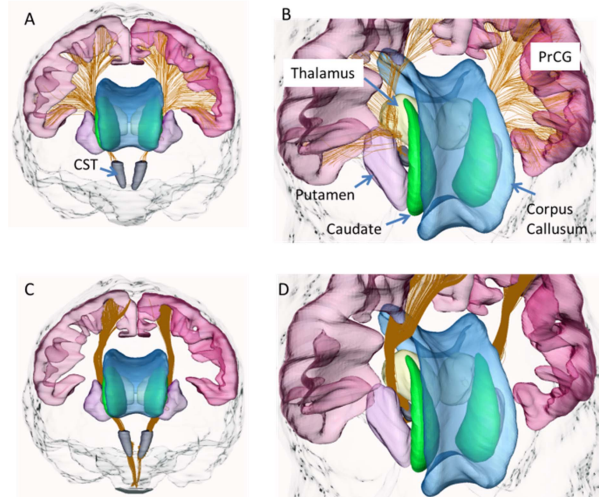 A
B
PrCG
Thalamus
CST
Putamen
Caudate
Corpus
Callusum
C
D